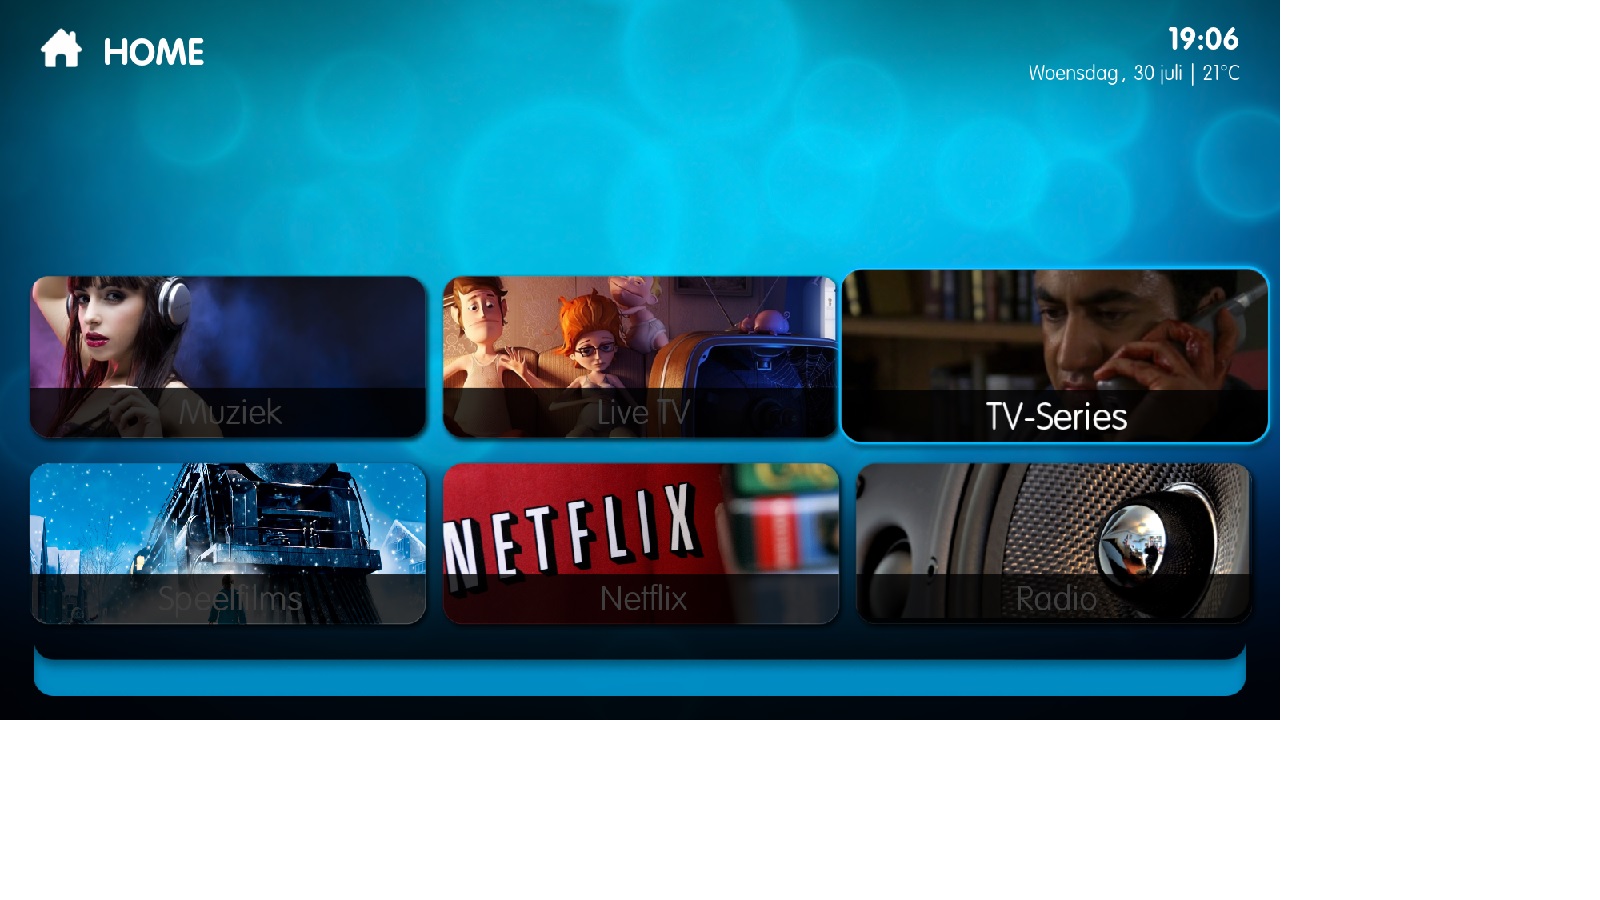 HOME
19:06
Woensdag, 30 juli | 21°C
Muziek
Live TV
TV-Series
NETFLIX
Speelfilms
Netflix
Radio